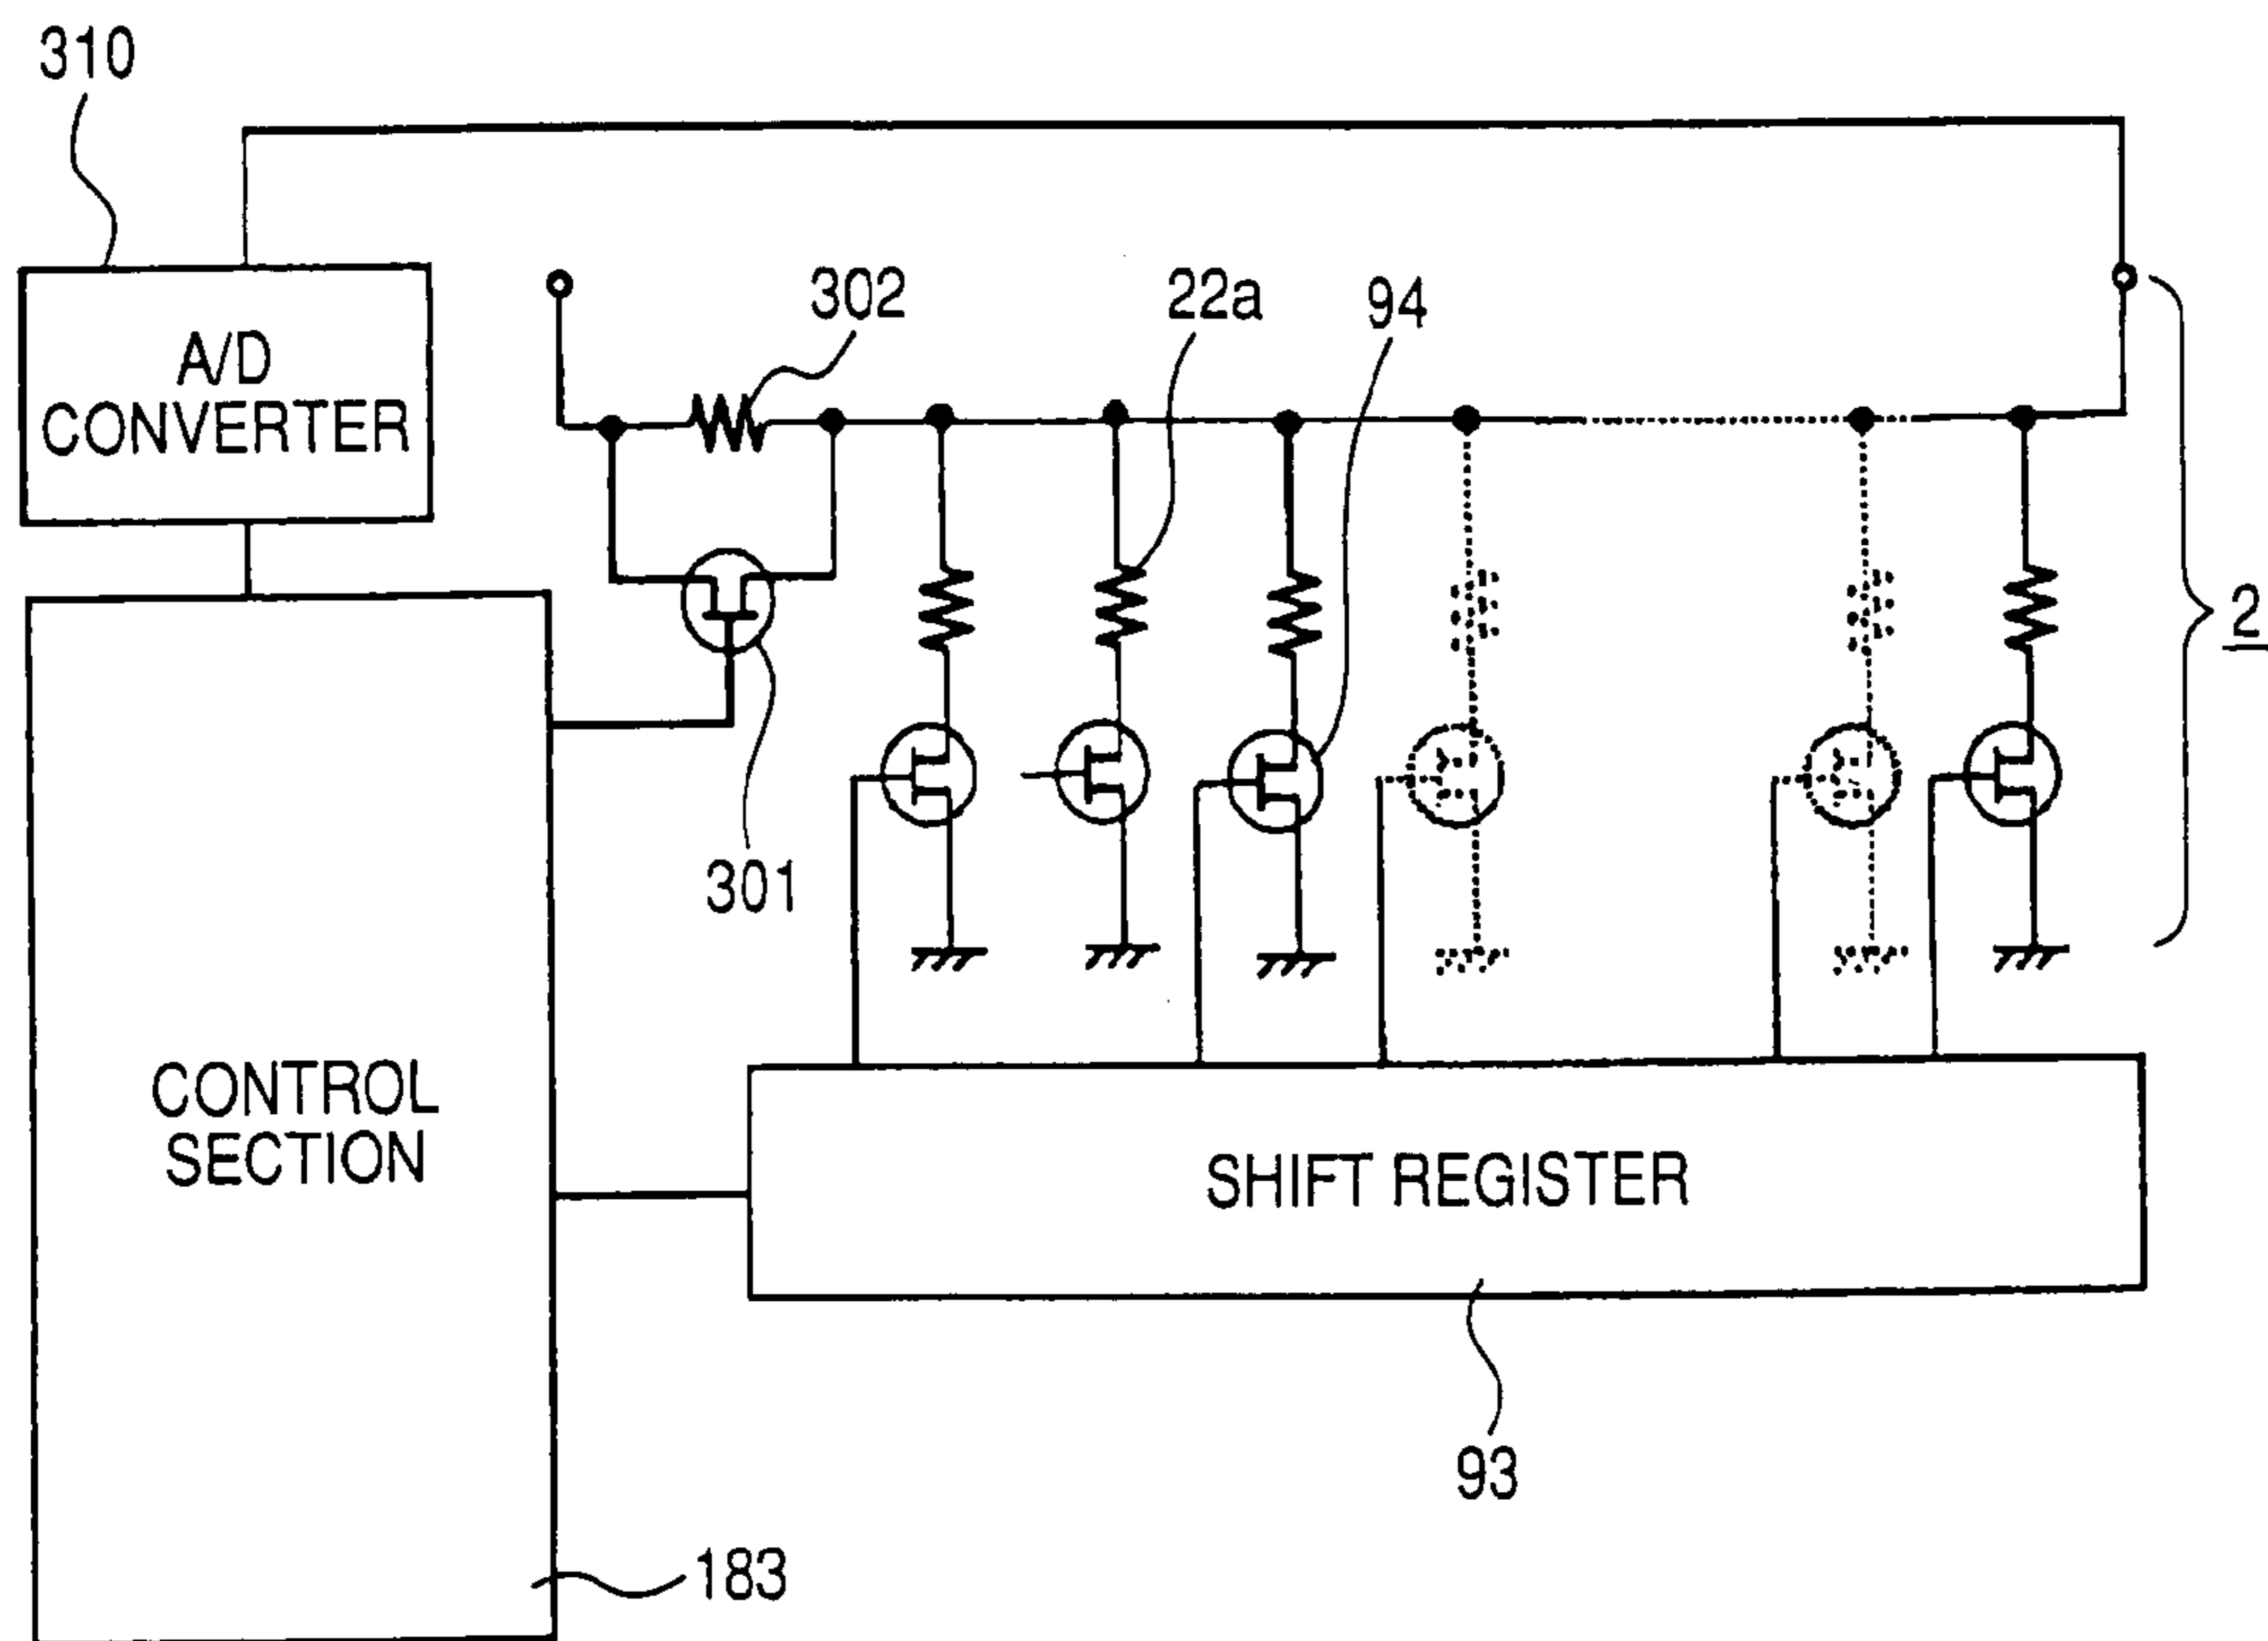 310
A/D
CONVERTER
302
22a
94
2
301
CONTROL
SECTION
SHIFT REGISTER
93
183